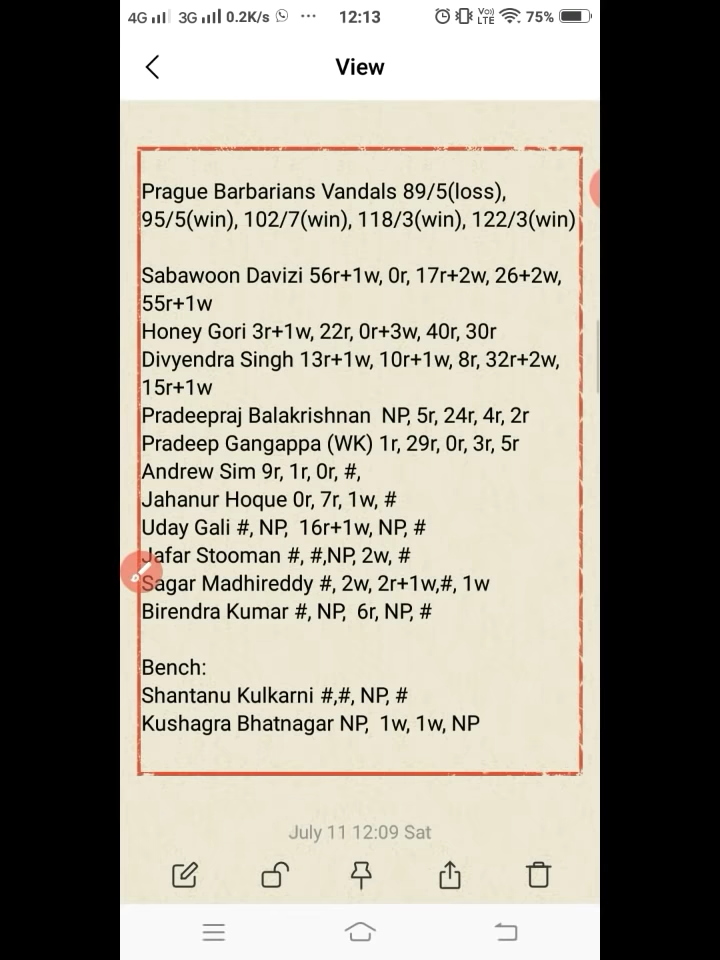 4G 3G 0.2K/s ··· 12:13 Vo)) LTE 75%
View
Prague Barbarians Vandals 89/5(loss),
95/5(win), 102/7(win), 118/3(win), 122/3(win)
Sabawoon Davizi 56r+1w, 0r, 17r+2w, 26+2w,
55r+1w
Honey Gori 3r+1w, 22r, 0r+3w, 40r, 30r
Divyendra Singh 13r+1w, 10r+1w, 8r, 32r+2w,
15r+1w
Pradeepraj Balakrishnan  NP, 5r, 24r, 4r, 2r
Pradeep Gangappa (WK) 1r, 29r, 0r, 3r, 5r
Andrew Sim 9r, 1r, 0r, #,
Jahanur Hoque 0r, 7r, 1w, #
Uday Gali #, NP,  16r+1w, NP, #
Jafar Stooman #, #,NP, 2w, #
Sagar Madhireddy #, 2w, 2r+1w,#, 1w
Birendra Kumar #, NP,  6r, NP, #
Bench:
Shantanu Kulkarni #,#, NP, #
Kushagra Bhatnagar NP,  1w, 1w, NP
July 11 12:09 Sat